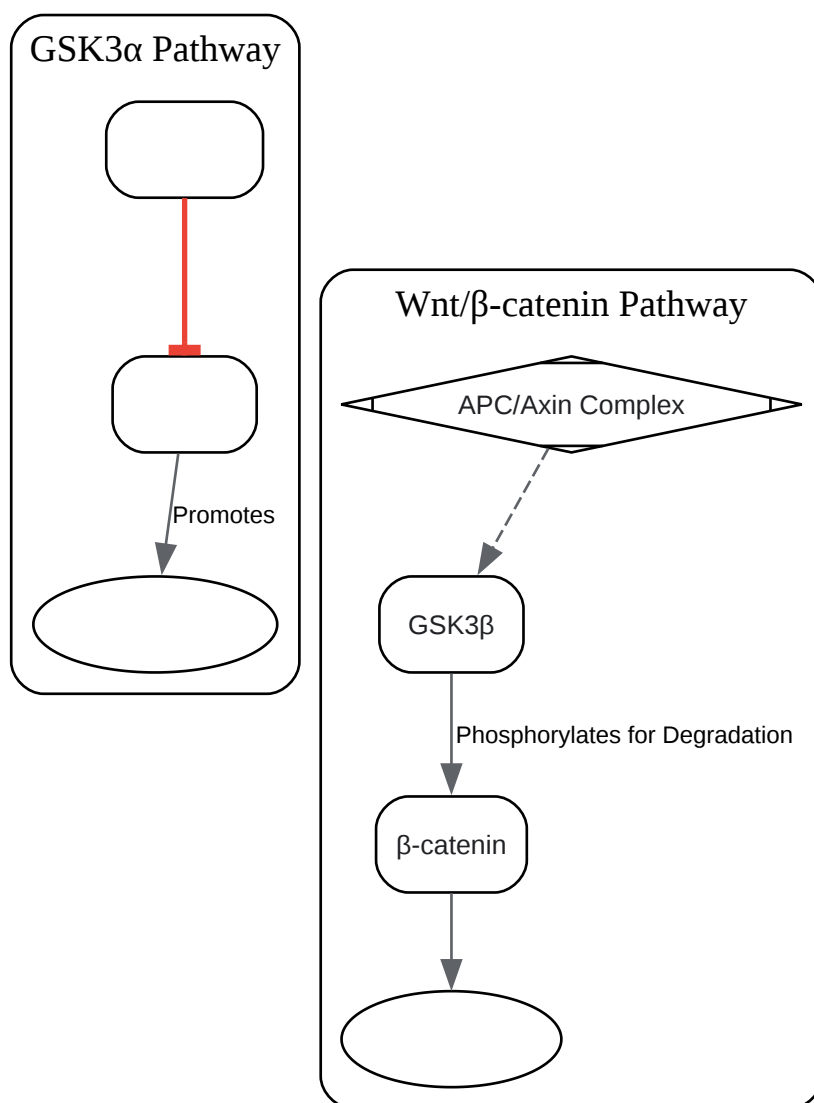 GSK3α Pathway
Promotes
Wnt/β-catenin Pathway
APC/Axin Complex
GSK3β
Phosphorylates for Degradation
β-catenin